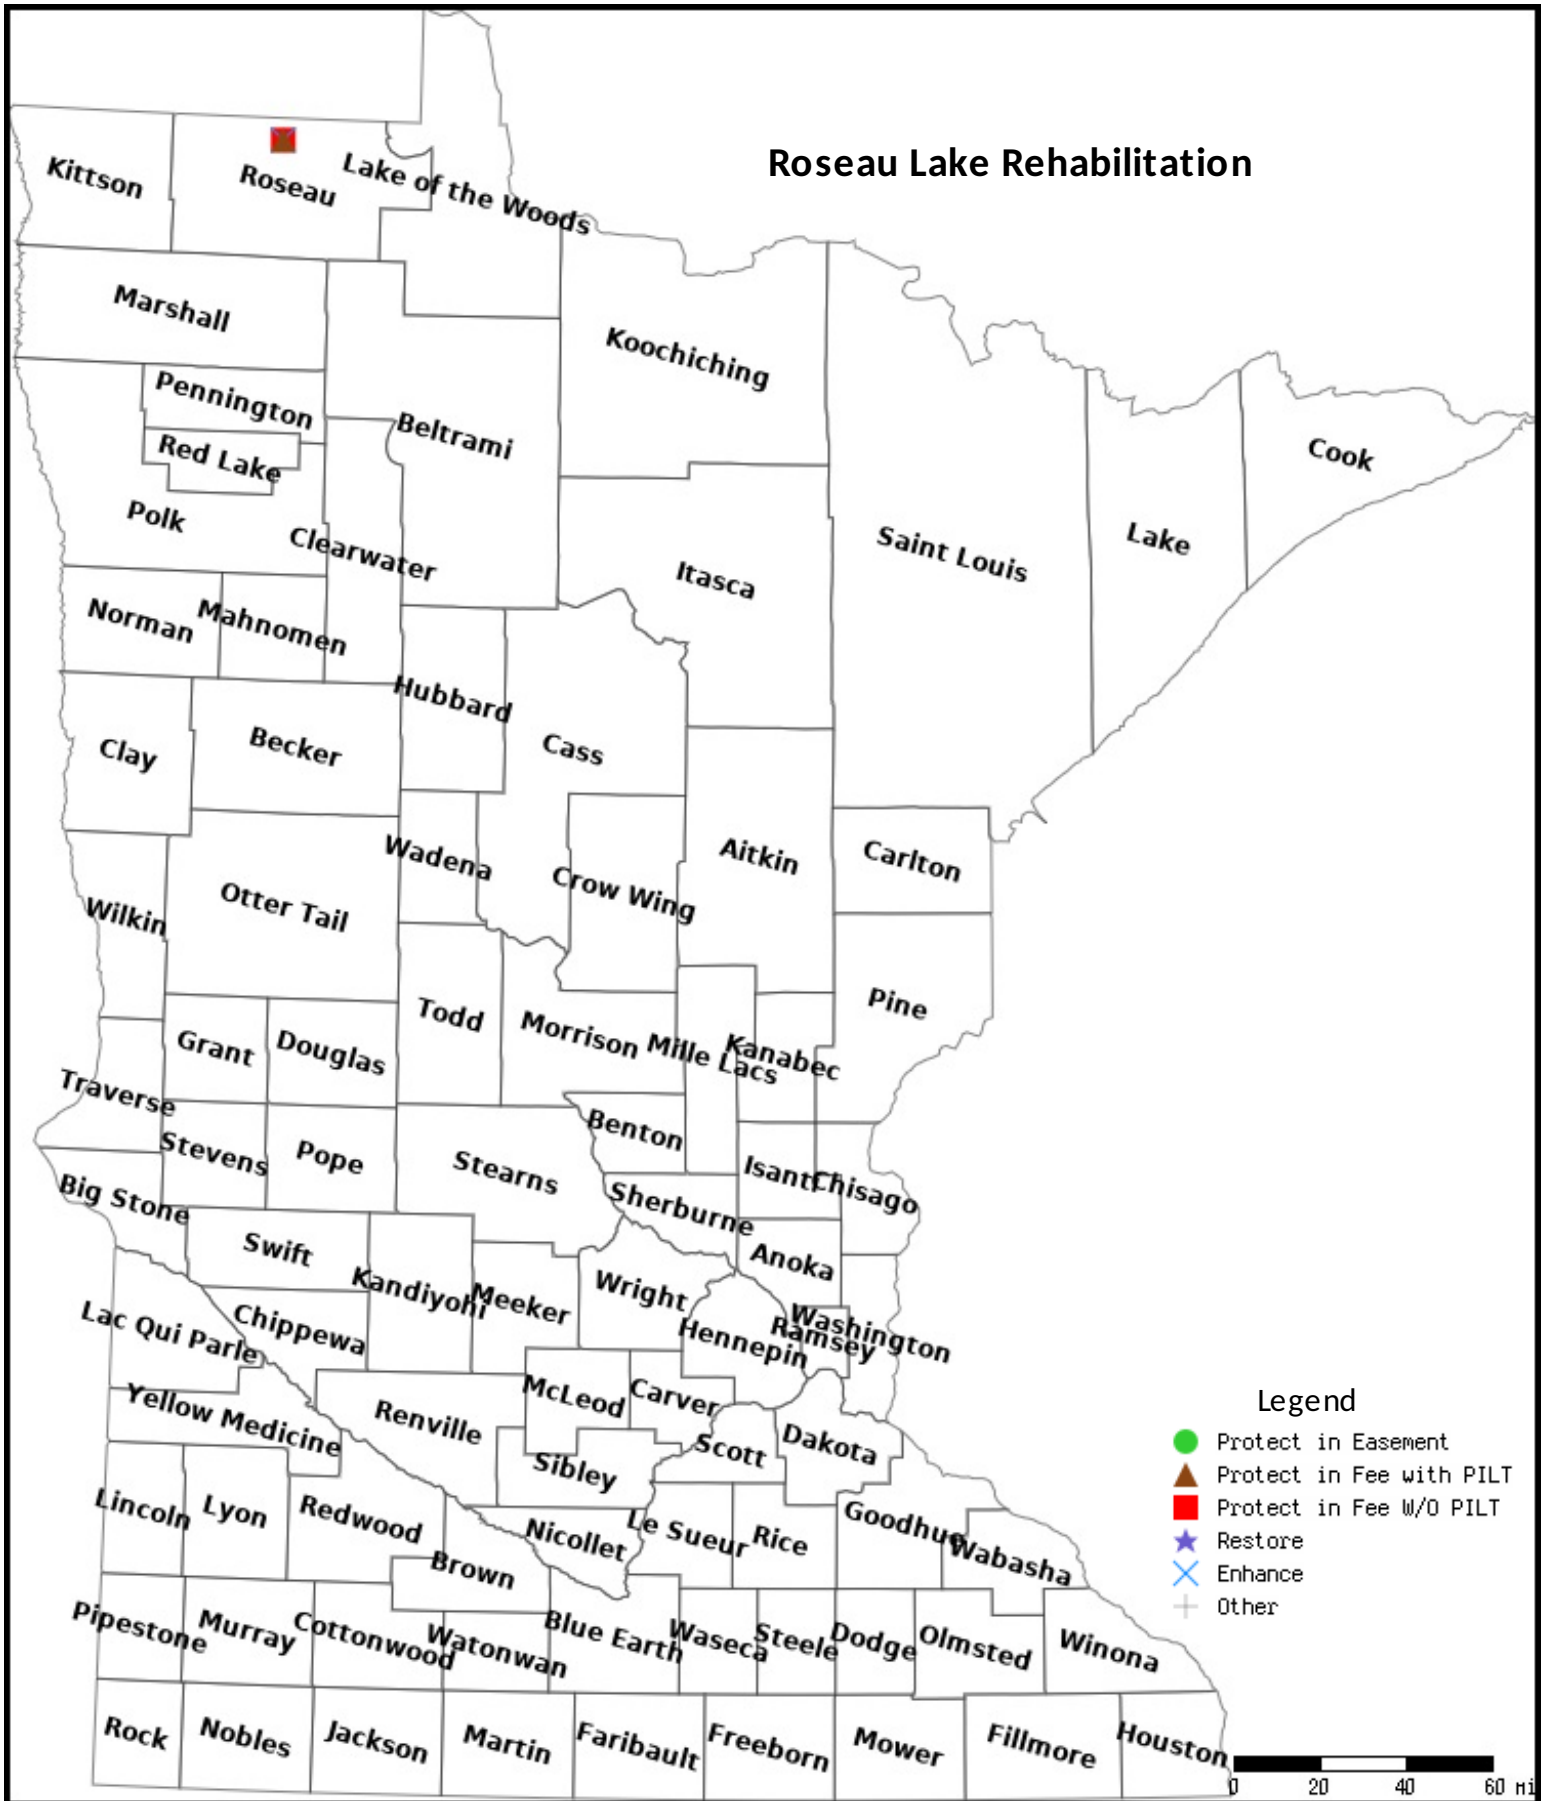 Roseau Lake Rehabilitation
Kittson
Roseau
Lake of the Woods
Marshall
Koochiching
Pennington
Beltrami
Red Lake
Cook
Polk
Clearwater
Itasca
Saint Louis
Lake
Norman
Mahnomen
Hubbard
Clay
Becker
Cass
Wadena
Aitkin
Carlton
Crow Wing
Wilkin
Otter Tail
Pine
Todd
Morrison
Mille Lacs
Kanabec
Grant
Douglas
Traverse
Benton
Stevens
Pope
Stearns
Isanti
Chisago
Big Stone
Sherburne
Swift
Anoka
Kandiyohi
Meeker
Wright
Washington
Ramsey
Hennepin
Lac Qui Parle
Chippewa
McLeod
Carver
Yellow Medicine
Renville
Scott
Dakota
Sibley
Lincoln
Lyon
Redwood
Nicollet
Le Sueur
Rice
Goodhue
Wabasha
Brown
Pipestone
Murray
Cottonwood
Watonwan
Blue Earth
Waseca
Steele
Dodge
Olmsted
Winona
Rock
Nobles
Jackson
Martin
Faribault
Freeborn
Mower
Fillmore
Houston
Legend
Protect in Easement
Protect in Fee with PILT
Protect in Fee W/O PILT
Restore
Enhance
Other
0 20 40 60 mi